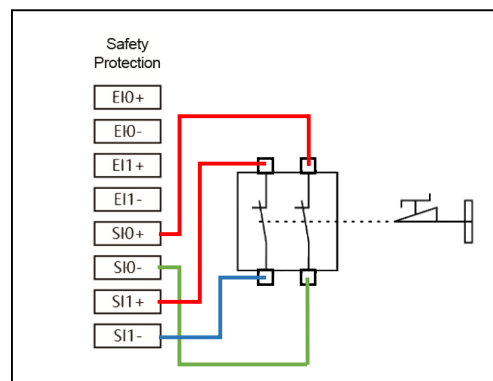 Safety
Protection
EI0+
EI0-
EI1+
EI1-
SI0+
SI0-
SI1+
SI1-